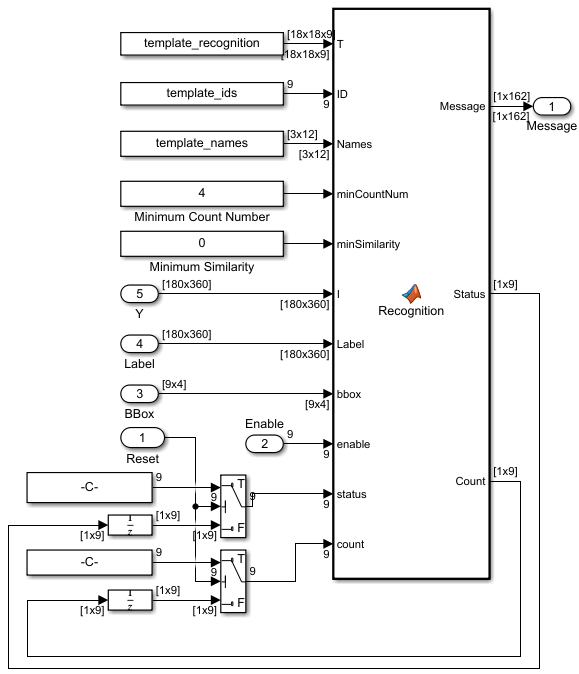 template_recognition
[18x18x9]
[18x18x9]
T
template_ids
9
9
ID
template_names
[3x12]
[3x12]
Names
4
minCountNum
Minimum Count Number
0
minSimilarity
Minimum Similarity
5
[180x360]
[180x360]
I
Y
4
[180x360]
[180x360]
Label
Label
3
[9x4]
[9x4]
bbox
BBox
1
Reset
Enable
2
9
9
enable
-C-
9
T
9
9
9
status
1
z
[1x9]
[1x9]
[1x9]
F
-C-
9
T
9
9
9
count
1
z
[1x9]
[1x9]
[1x9]
F
Recognition
Message
[1x162]
[1x162]
1
Message
Status
[1x9]
Count
[1x9]